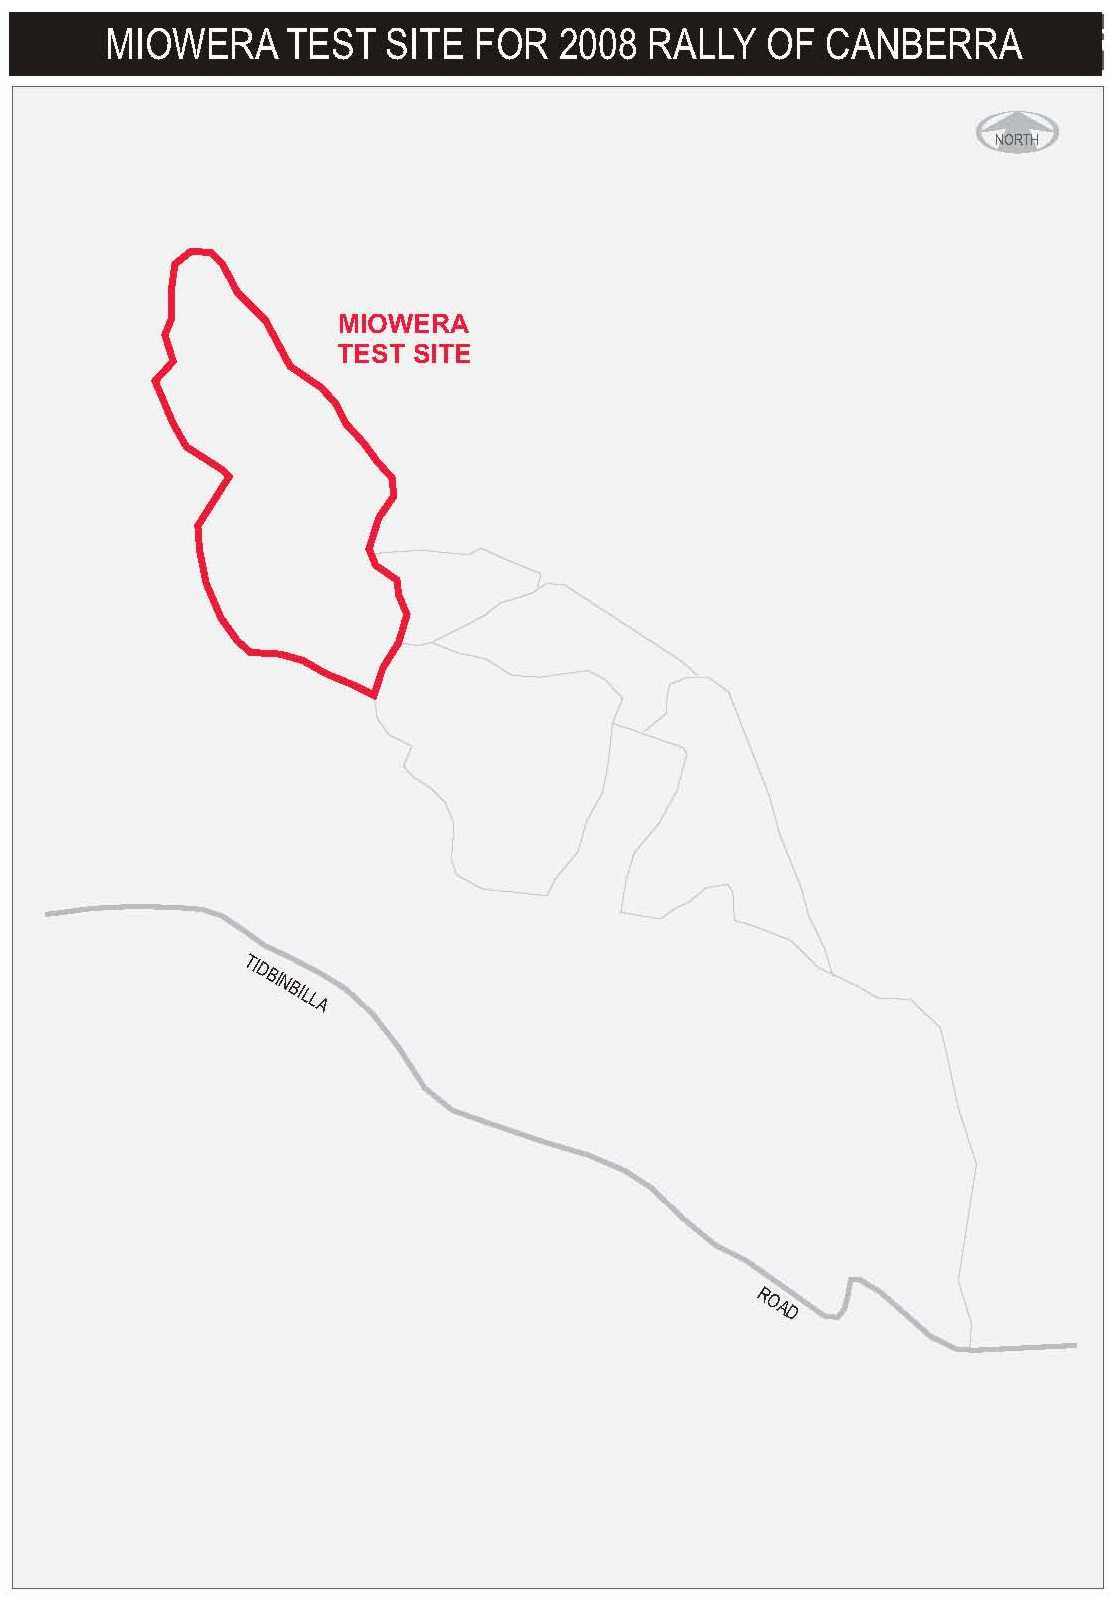 MIOWERA TEST SITE FOR 2008 RALLY OF CANBERRA
NORTH
MIOWERA
TEST SITE
TIDBINBILLA
ROAD